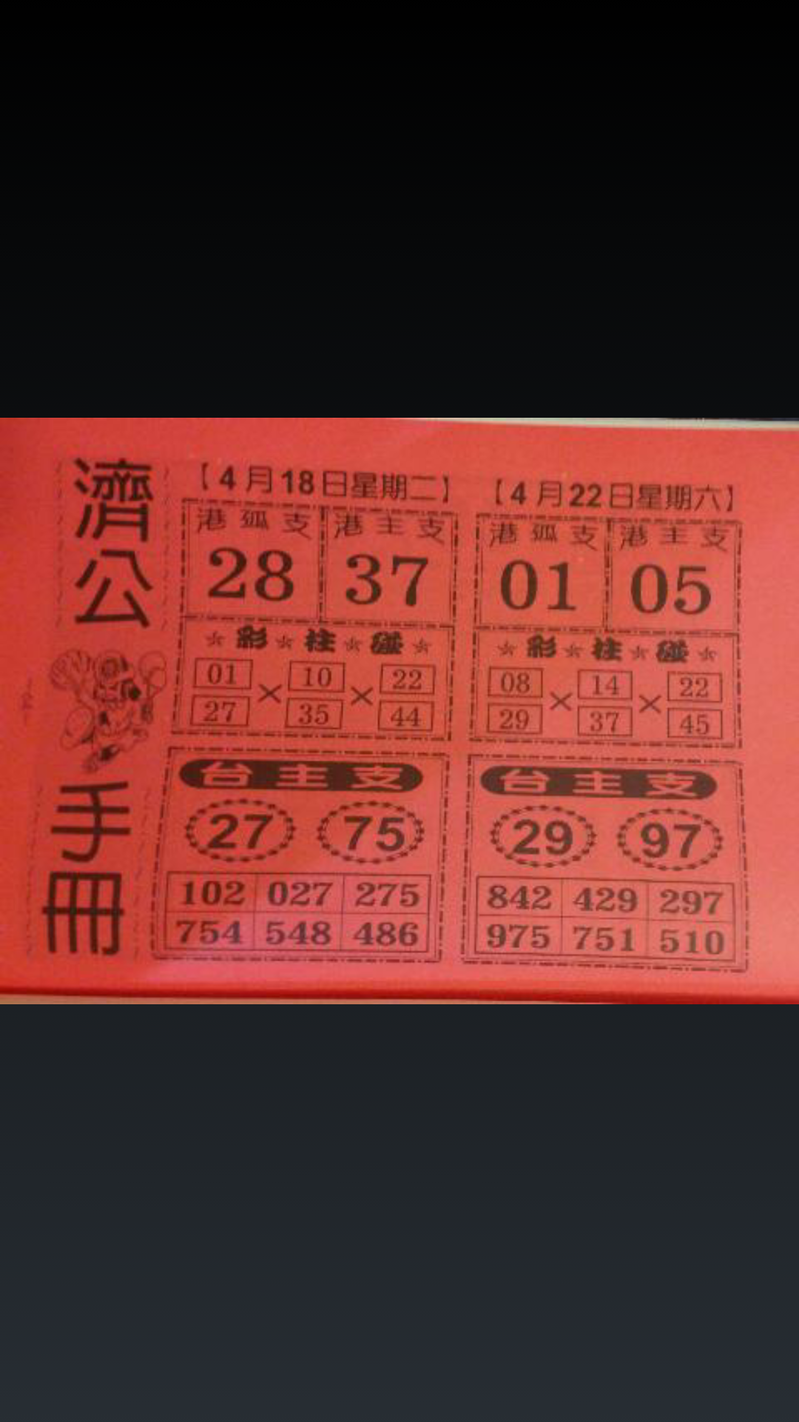 濟公手冊
【4月18日星期二】
港狐支 港主支
28 37
☆彩☆柱☆碰☆
01 × 10 × 22
27 35 44
台主支
27 75
102 027 275
754 548 486
【4月22日星期六】
港狐支 港主支
01 05
☆彩☆柱☆碰☆
08 × 14 × 22
29 37 45
台主支
29 97
842 429 297
975 751 510